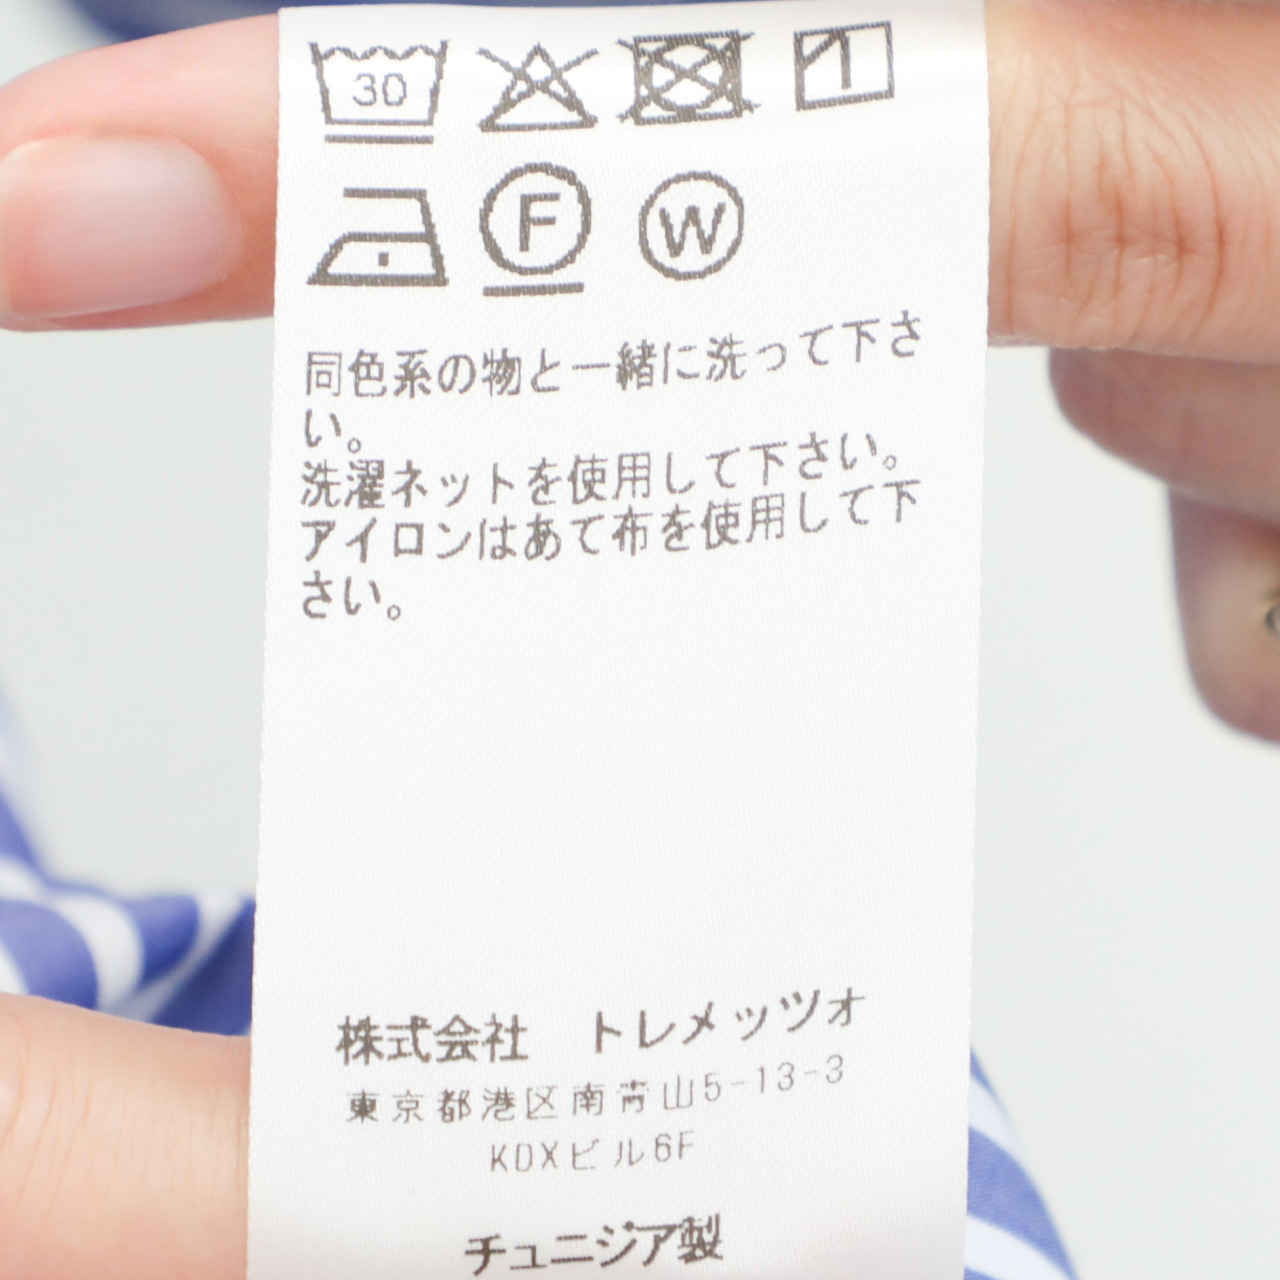 30
F
W
同色系の物と一緒に洗って下さ
い。
洗濯ネットを使用して下さい。
アイロンはあて布を使用して下
さい。
株式会社 トレメッツォ
東京都港区南青山5-13-3
KDXビル6F
チュニジア製